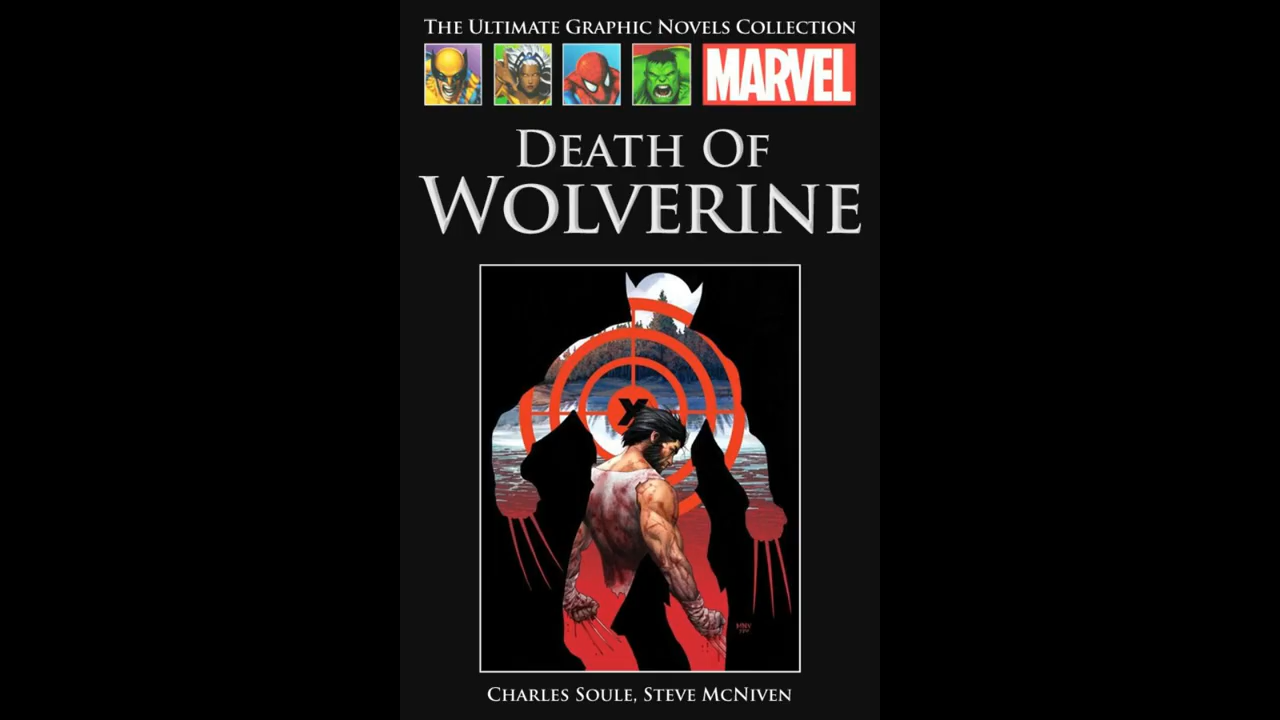 THE ULTIMATE GRAPHIC NOVELS COLLECTION
MARVEL
DEATH OF
WOLVERINE
X
CHARLES SOULE, STEVE MCNIVEN